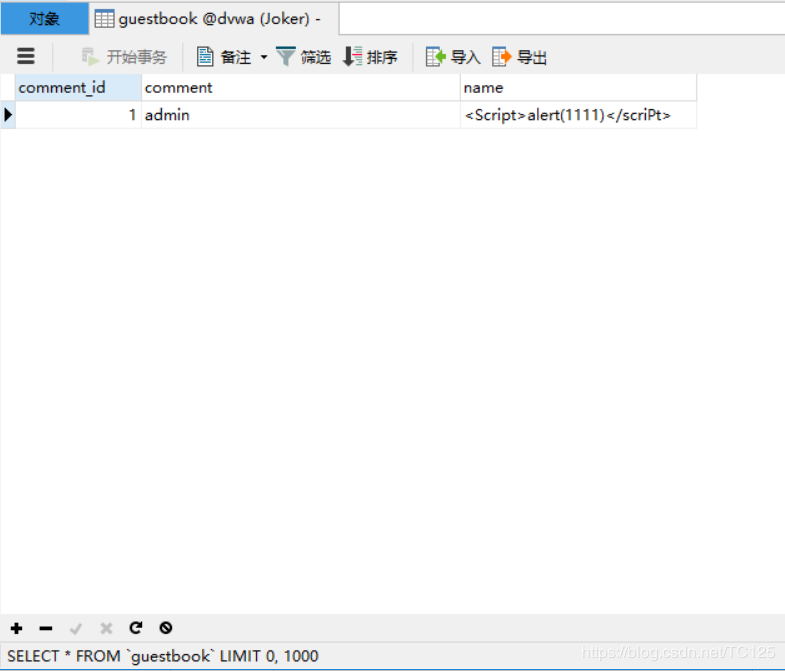 对象 guestbook @dvwa (Joker) -
开始事务 备注 筛选 排序 导入 导出
comment_id comment name
1 admin <Script>alert(1111)</scriPt>
SELECT * FROM `guestbook` LIMIT 0, 1000
https://blog.csdn.net/TC125